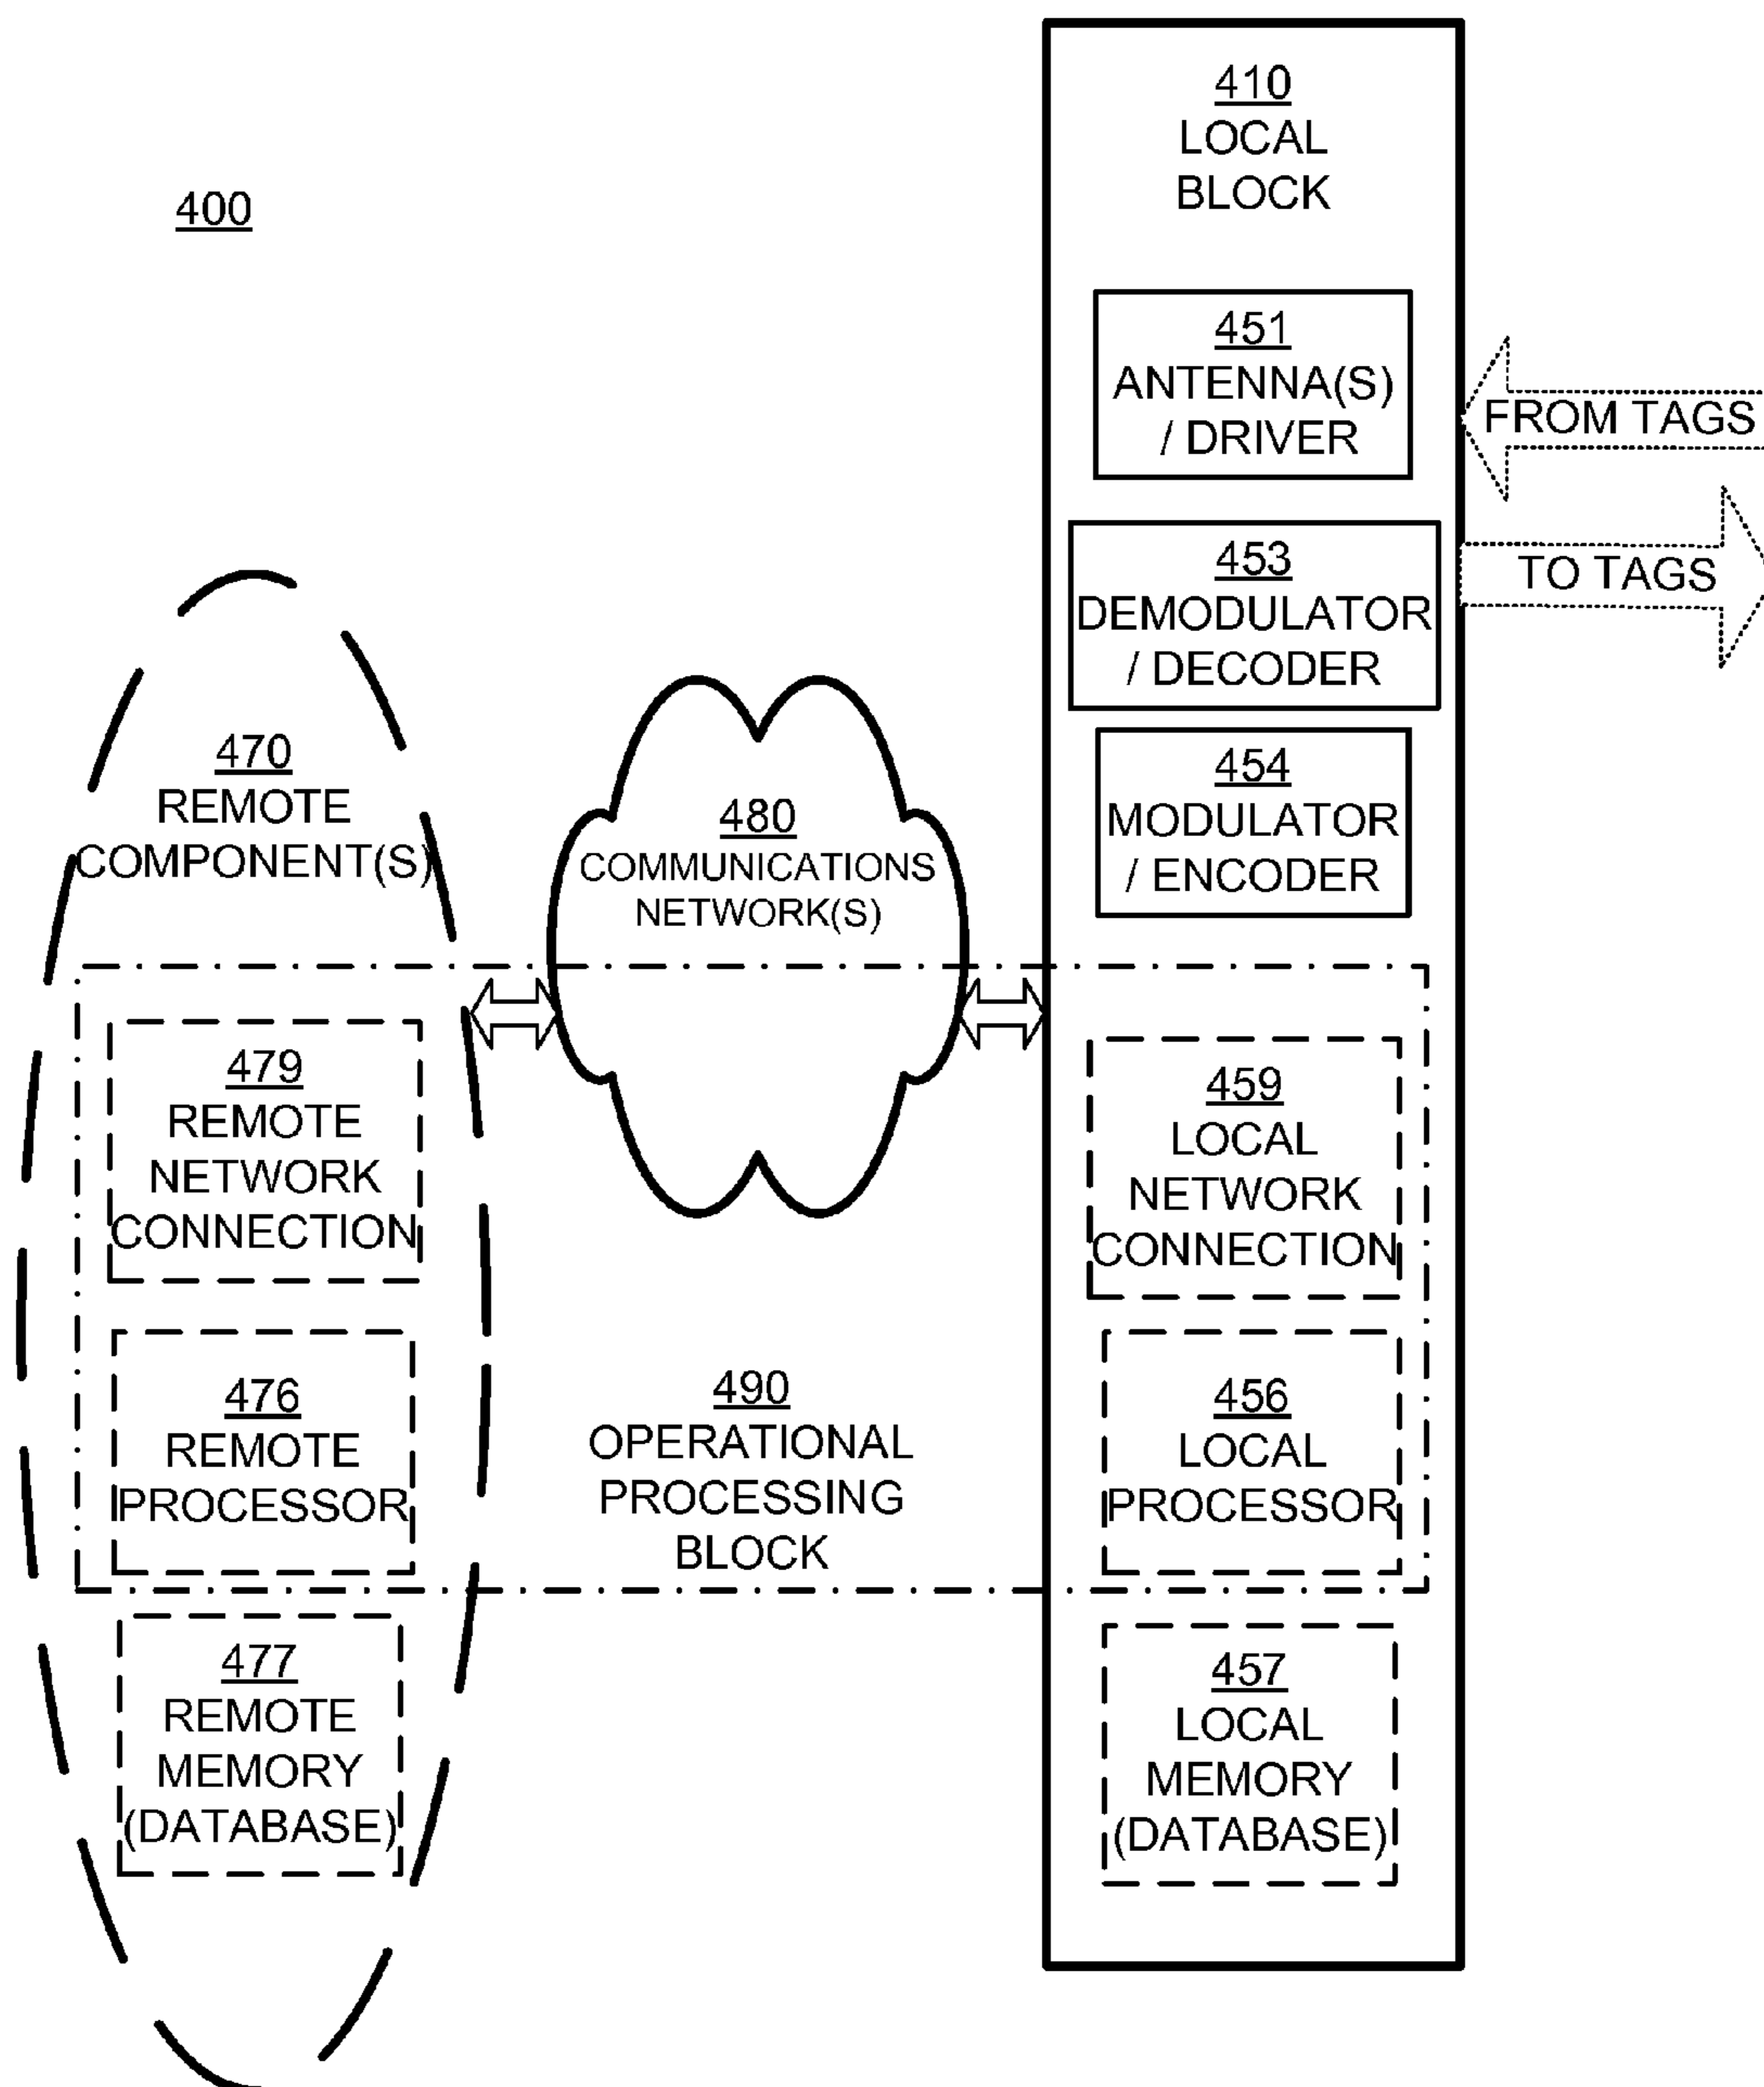 400
410
LOCAL
BLOCK
451
ANTENNA(S)
/ DRIVER
FROM TAGS
453
DEMODULATOR
/ DECODER
TO TAGS
454
MODULATOR
/ ENCODER
470
REMOTE
COMPONENT(S)
480
COMMUNICATIONS
NETWORK(S)
479
REMOTE
NETWORK
CONNECTION
459
LOCAL
NETWORK
CONNECTION
476
REMOTE
PROCESSOR
490
OPERATIONAL
PROCESSING
BLOCK
456
LOCAL
PROCESSOR
477
REMOTE
MEMORY
(DATABASE)
457
LOCAL
MEMORY
(DATABASE)